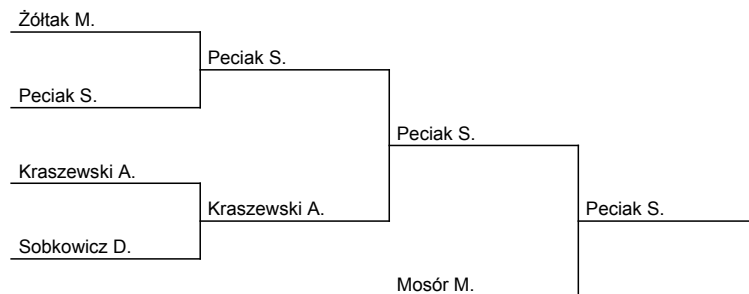 Żółtak M.
Peciak S.
Peciak S.
Peciak S.
Kraszewski A.
Kraszewski A.
Peciak S.
Sobkowicz D.
Mosór M.